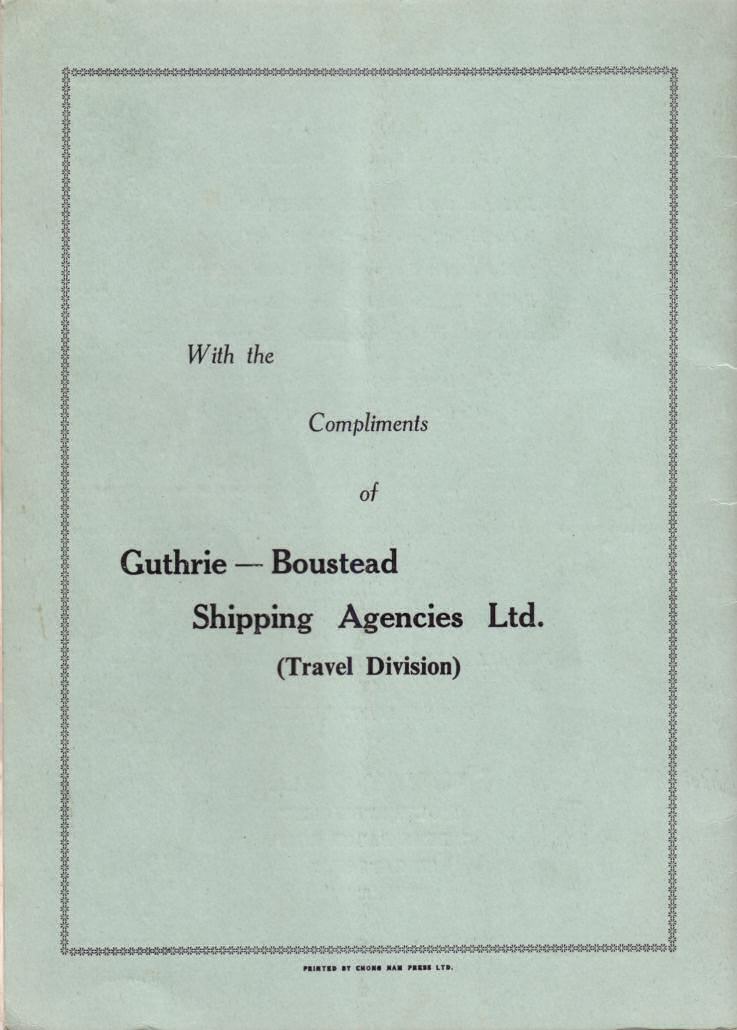 With the
Compliments
of
Guthrie — Boustead
Shipping Agencies Ltd.
(Travel Division)
PRINTED BY CHONG NAM PRESS LTD.